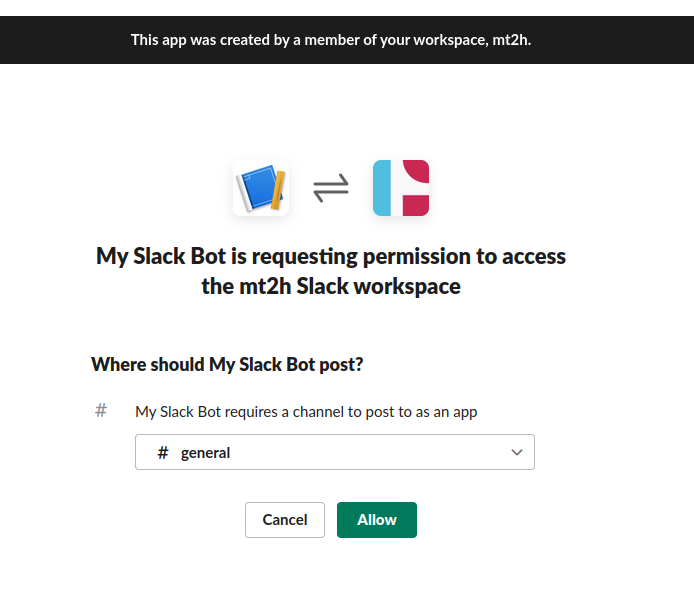 This app was created by a member of your workspace, mt2h.
My Slack Bot is requesting permission to access
the mt2h Slack workspace
Where should My Slack Bot post?
# My Slack Bot requires a channel to post to as an app
# general
Cancel Allow